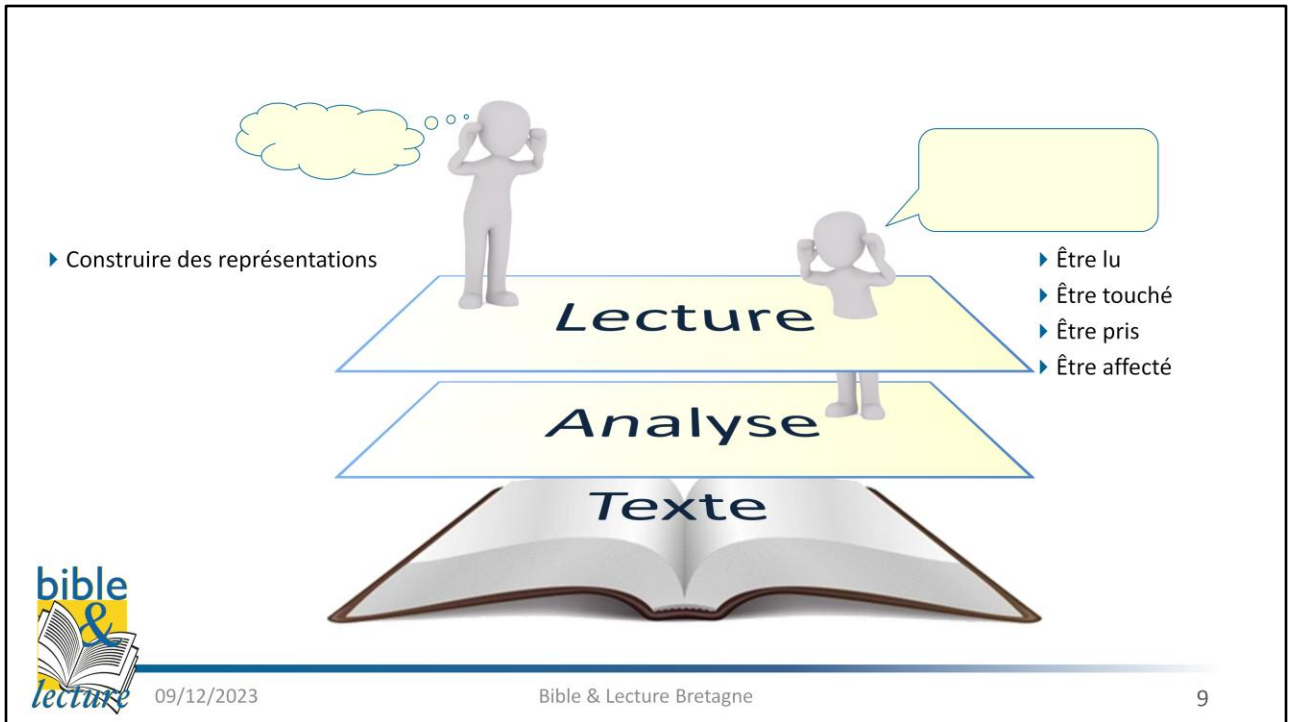 Construire des représentations
Être lu
Être touché
Être pris
Être affecté
Lecture
Analyse
Texte
bible
&
lecture
09/12/2023
Bible & Lecture Bretagne
9